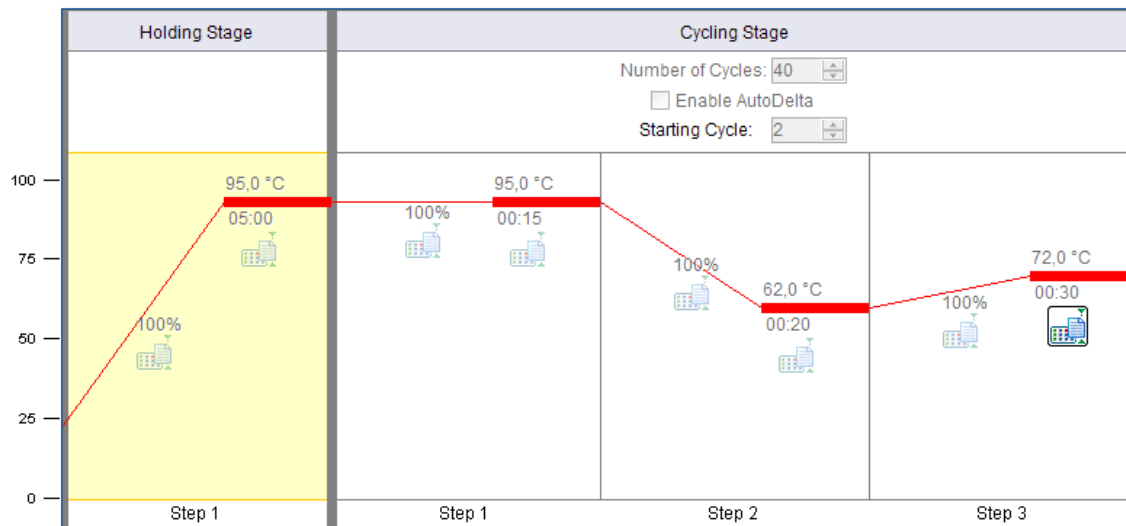 Holding Stage
Cycling Stage
Number of Cycles: 40
Enable AutoDelta
Starting Cycle: 2
100
75
50
25
0
95,0 °C
05:00
100%
95,0 °C
100%
00:15
100%
62,0 °C
00:20
72,0 °C
100%
00:30
Step 1
Step 1
Step 2
Step 3